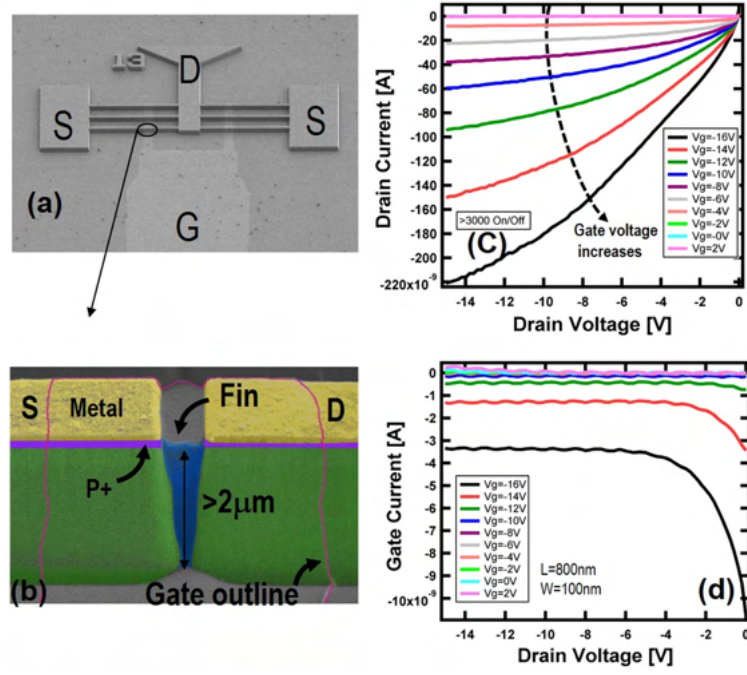 13
D
S
S
(a)
G
Drain Current [A]
0
-20
-40
-60
-80
-100
-120
-140
-160
-180
-200
-220x10⁻⁹
Vg=-16V
Vg=-14V
Vg=-12V
Vg=-10V
Vg=-8V
Vg=-6V
Vg=-4V
Vg=-2V
Vg=-0V
Vg=2V
>3000 On/Off
(C)
Gate voltage
increases
-14
-12
-10
-8
-6
-4
-2
0
Drain Voltage [V]
S
Metal
Fin
D
P+
>2μm
(b)
Gate outline
Gate Current [A]
0
-1
-2
-3
-4
-5
-6
-7
-8
-9
-10x10⁻⁹
Vg=-16V
Vg=-14V
Vg=-12V
Vg=-10V
Vg=-8V
Vg=-6V
Vg=-4V
Vg=-2V
Vg=0V
Vg=2V
L=800nm
W=100nm
(d)
-14
-12
-10
-8
-6
-4
-2
0
Drain Voltage [V]